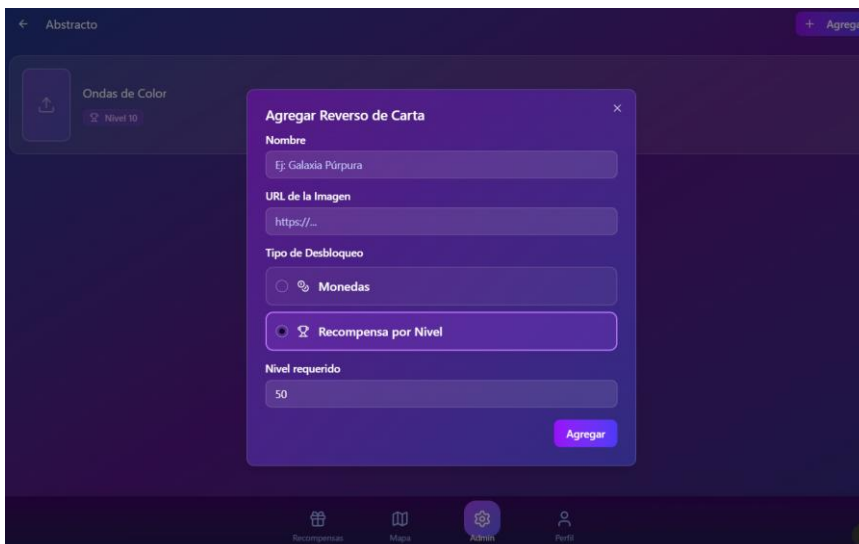 Abstracto
Agrega
Ondas de Color
Nivel 10
Agregar Reverso de Carta
Nombre
Ej: Galaxia Púrpura
URL de la Imagen
https://...
Tipo de Desbloqueo
Monedas
Recompensa por Nivel
Nivel requerido
50
Agregar
Recompensas
Mapa
Admin
Perfil